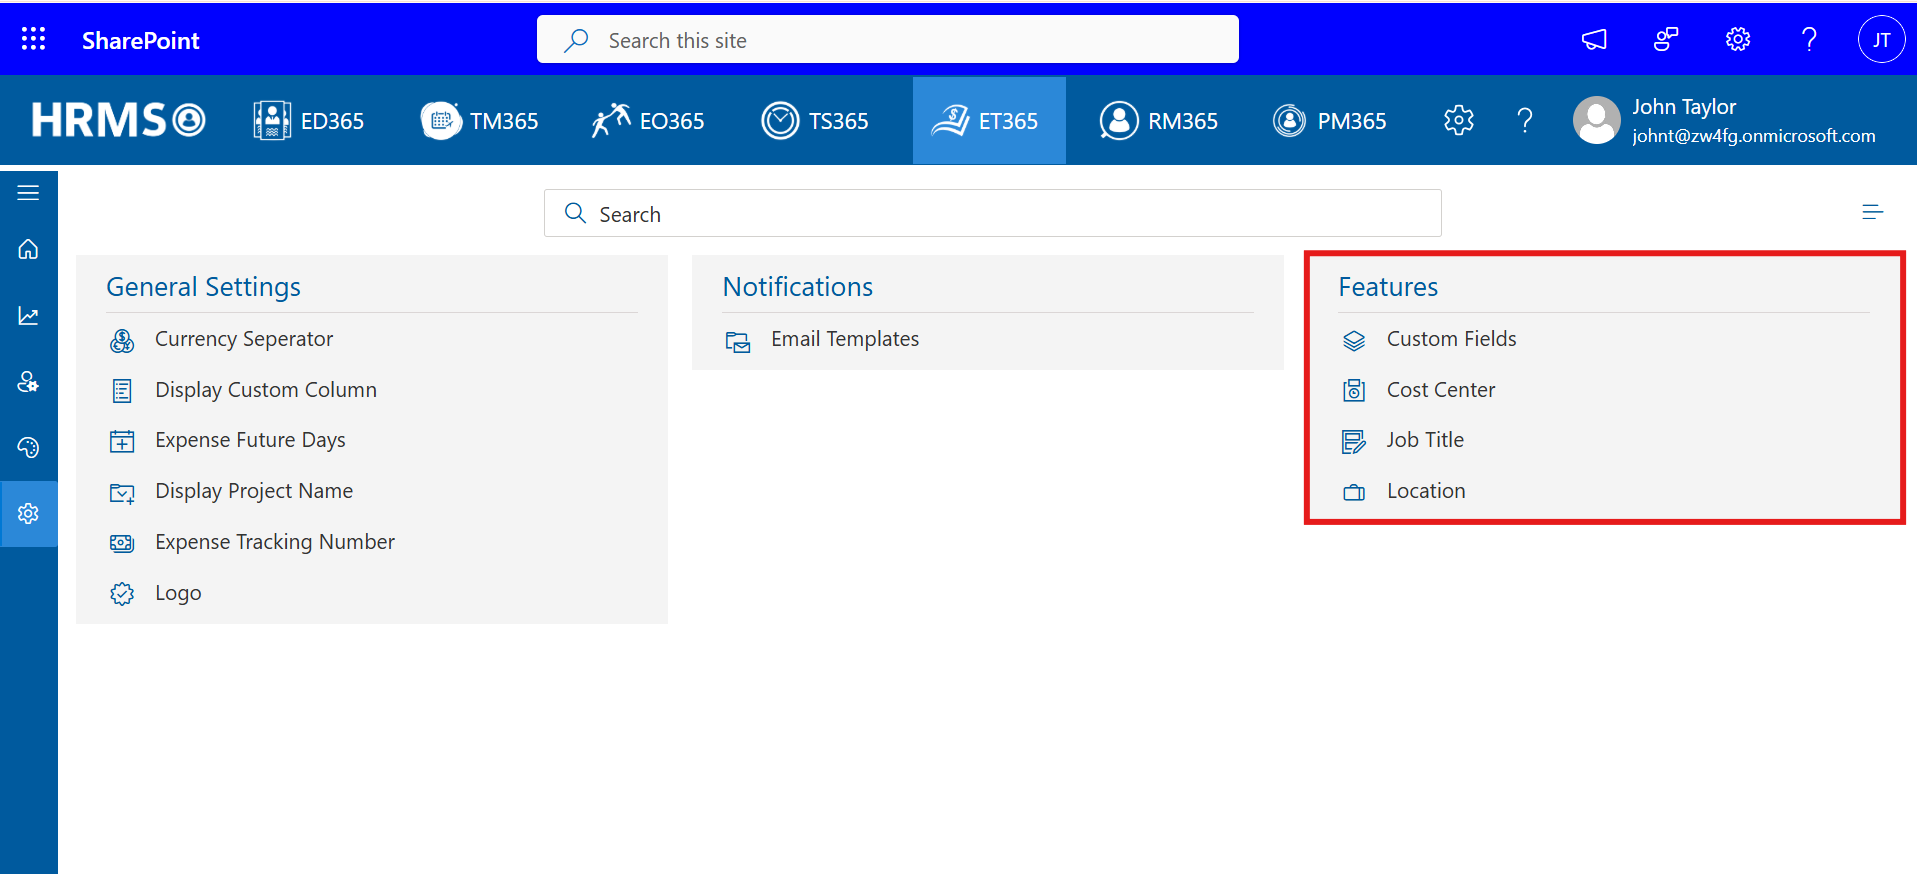 SharePoint
Search this site
JT
HRMS
ED365
TM365
EO365
TS365
ET365
RM365
PM365
John Taylor
johnt@zw4fg.onmicrosoft.com
Search
General Settings
Currency Seperator
Display Custom Column
Expense Future Days
Display Project Name
Expense Tracking Number
Logo
Notifications
Email Templates
Features
Custom Fields
Cost Center
Job Title
Location